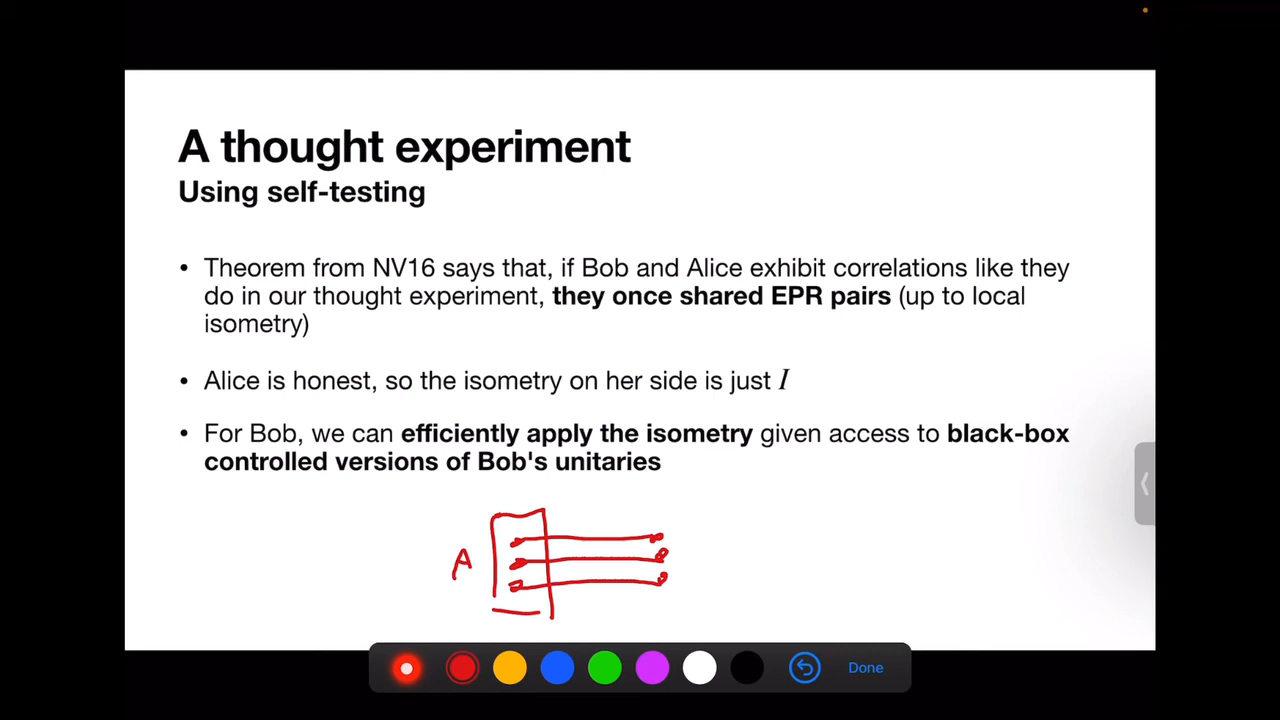 A thought experiment
Using self-testing
• Theorem from NV16 says that, if Bob and Alice exhibit correlations like they
do in our thought experiment, they once shared EPR pairs (up to local
isometry)
• Alice is honest, so the isometry on her side is just I
• For Bob, we can efficiently apply the isometry given access to black-box
controlled versions of Bob's unitaries
A
Done